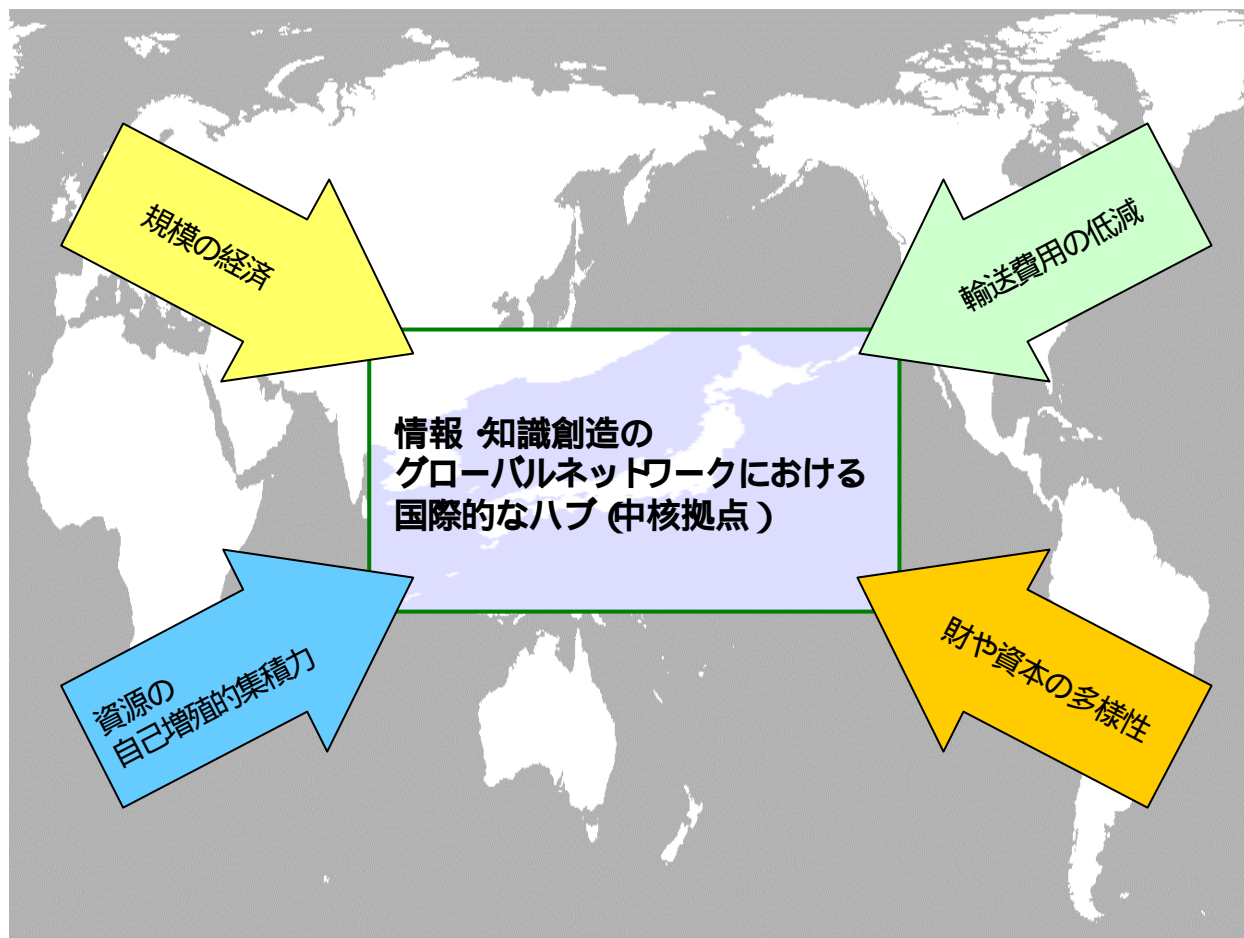 規模の経済
輸送費用の低減
情報・知識創造の
グローバルネットワークにおける
国際的なハブ(中核拠点)
資源の
自己増殖的集積力
財や資本の多様性